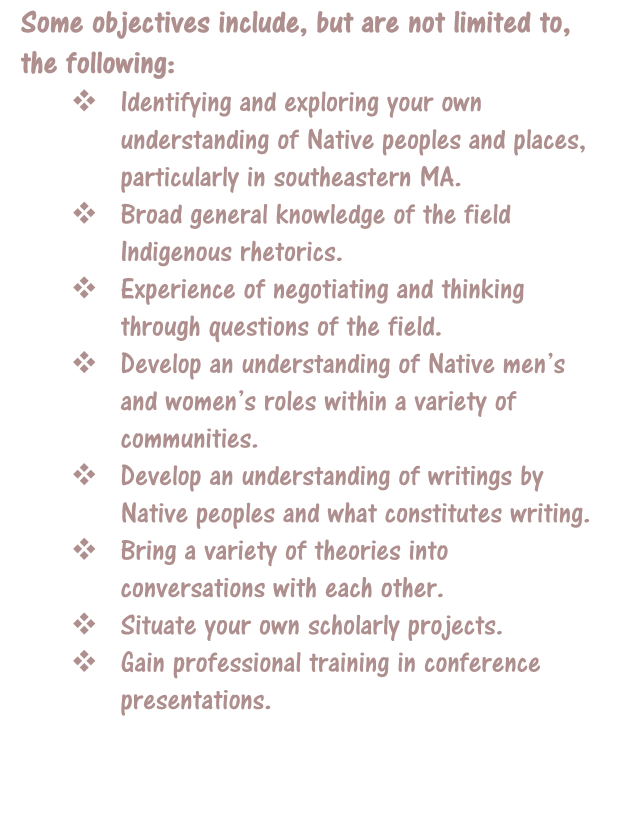 Some objectives include, but are not limited to,
the following:
❖ Identifying and exploring your own
understanding of Native peoples and places,
particularly in southeastern MA.
❖ Broad general knowledge of the field
Indigenous rhetorics.
❖ Experience of negotiating and thinking
through questions of the field.
❖ Develop an understanding of Native men’s
and women’s roles within a variety of
communities.
❖ Develop an understanding of writings by
Native peoples and what constitutes writing.
❖ Bring a variety of theories into
conversations with each other.
❖ Situate your own scholarly projects.
❖ Gain professional training in conference
presentations.